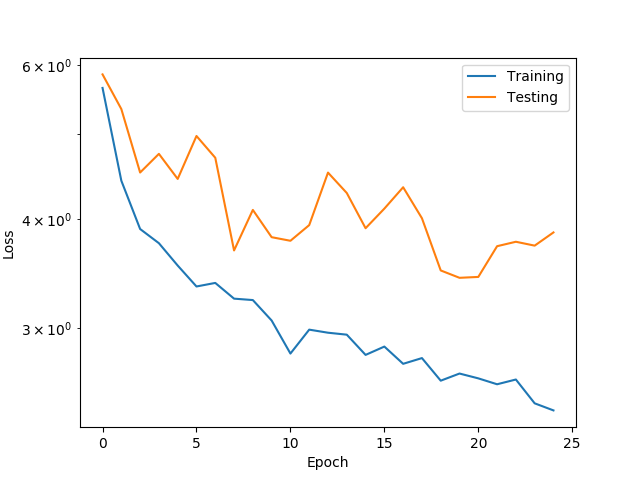 6 × 10⁰
4 × 10⁰
3 × 10⁰
Loss
Training
Testing
0 5 10 15 20 25
Epoch